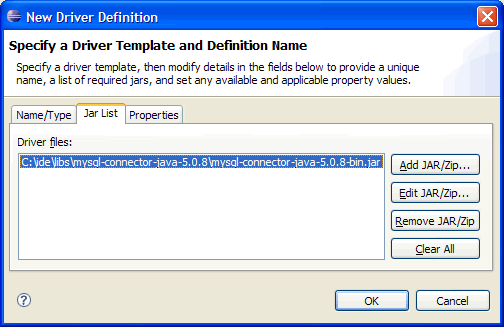 New Driver Definition
Specify a Driver Template and Definition Name
Specify a driver template, then modify details in the fields below to provide a unique
name, a list of required jars, and set any available and applicable property values.
Name/Type Jar List Properties
Driver files:
C:\ide\libs\mysql-connector-java-5.0.8\mysql-connector-java-5.0.8-bin.jar
Add JAR/Zip...
Edit JAR/Zip...
Remove JAR/Zip
Clear All
?
OK Cancel